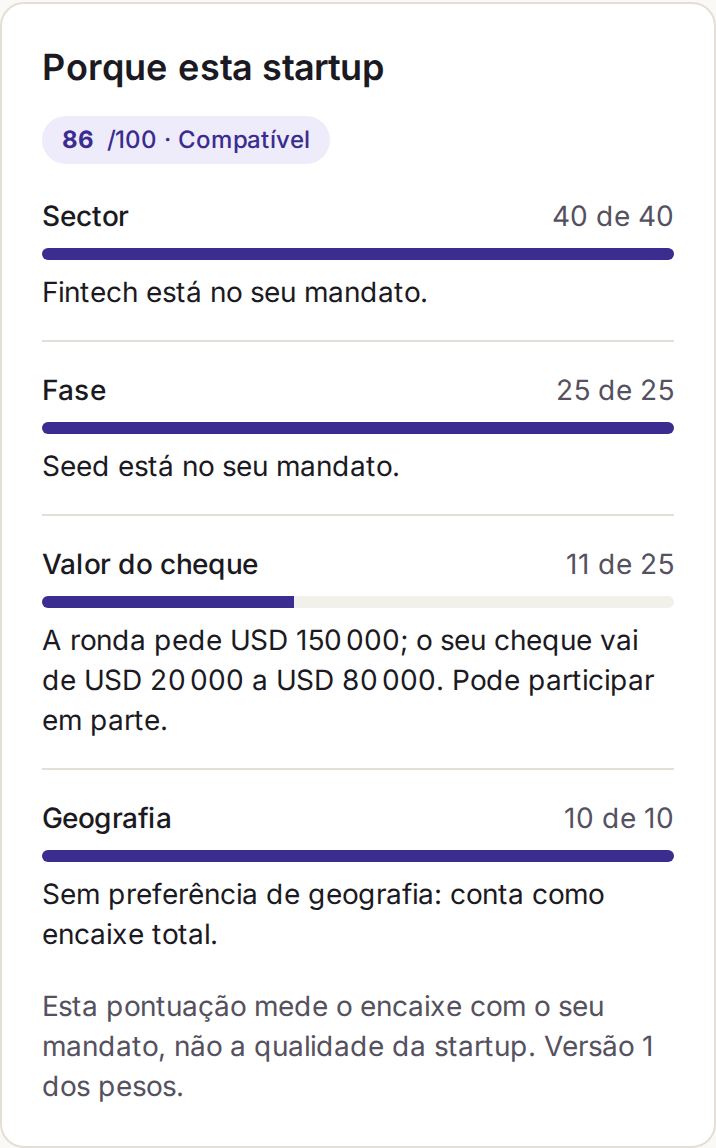 Porque esta startup
86 /100 · Compatível
Sector 40 de 40
Fintech está no seu mandato.
Fase 25 de 25
Seed está no seu mandato.
Valor do cheque 11 de 25
A ronda pede USD 150 000; o seu cheque vai
de USD 20 000 a USD 80 000. Pode participar
em parte.
Geografia 10 de 10
Sem preferência de geografia: conta como
encaixe total.
Esta pontuação mede o encaixe com o seu
mandato, não a qualidade da startup. Versão 1
dos pesos.